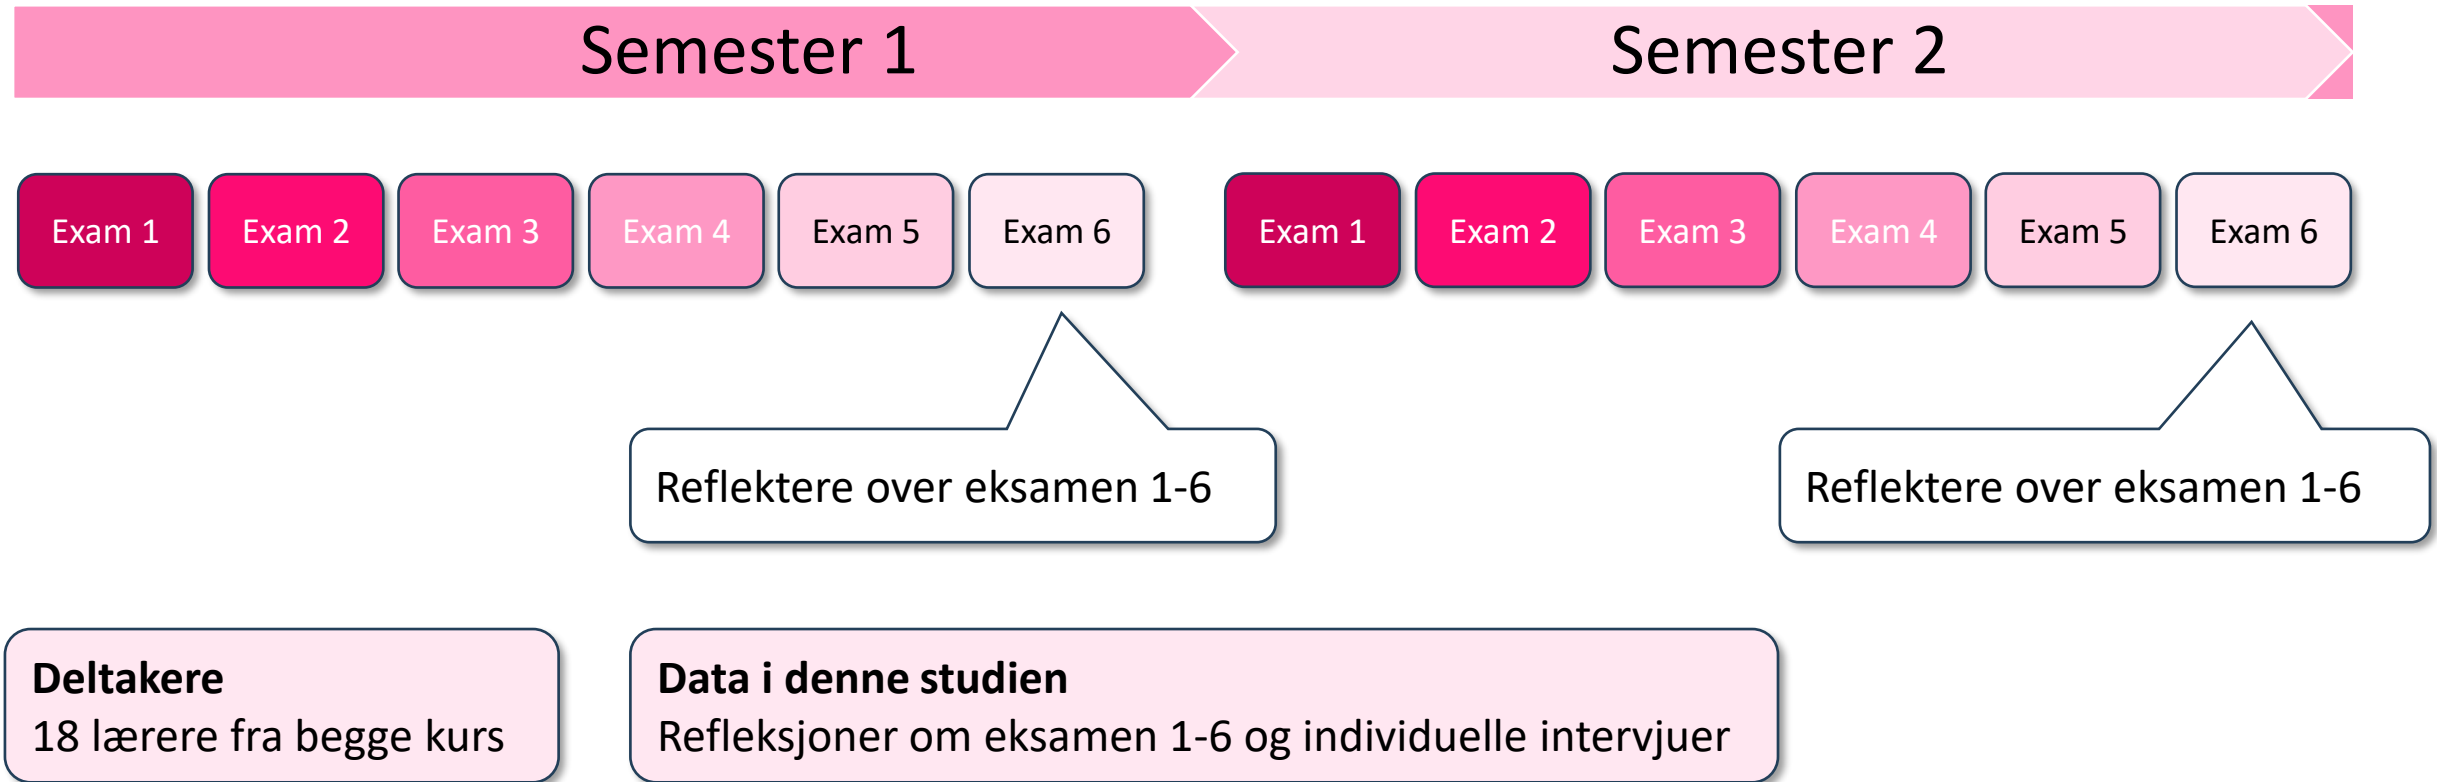 Semester 1
Semester 2
Exam 1
Exam 2
Exam 3
Exam 4
Exam 5
Exam 6
Exam 1
Exam 2
Exam 3
Exam 4
Exam 5
Exam 6
Reflektere over eksamen 1-6
Reflektere over eksamen 1-6
Deltakere
18 lærere fra begge kurs
Data i denne studien
Refleksjoner om eksamen 1-6 og individuelle intervjuer